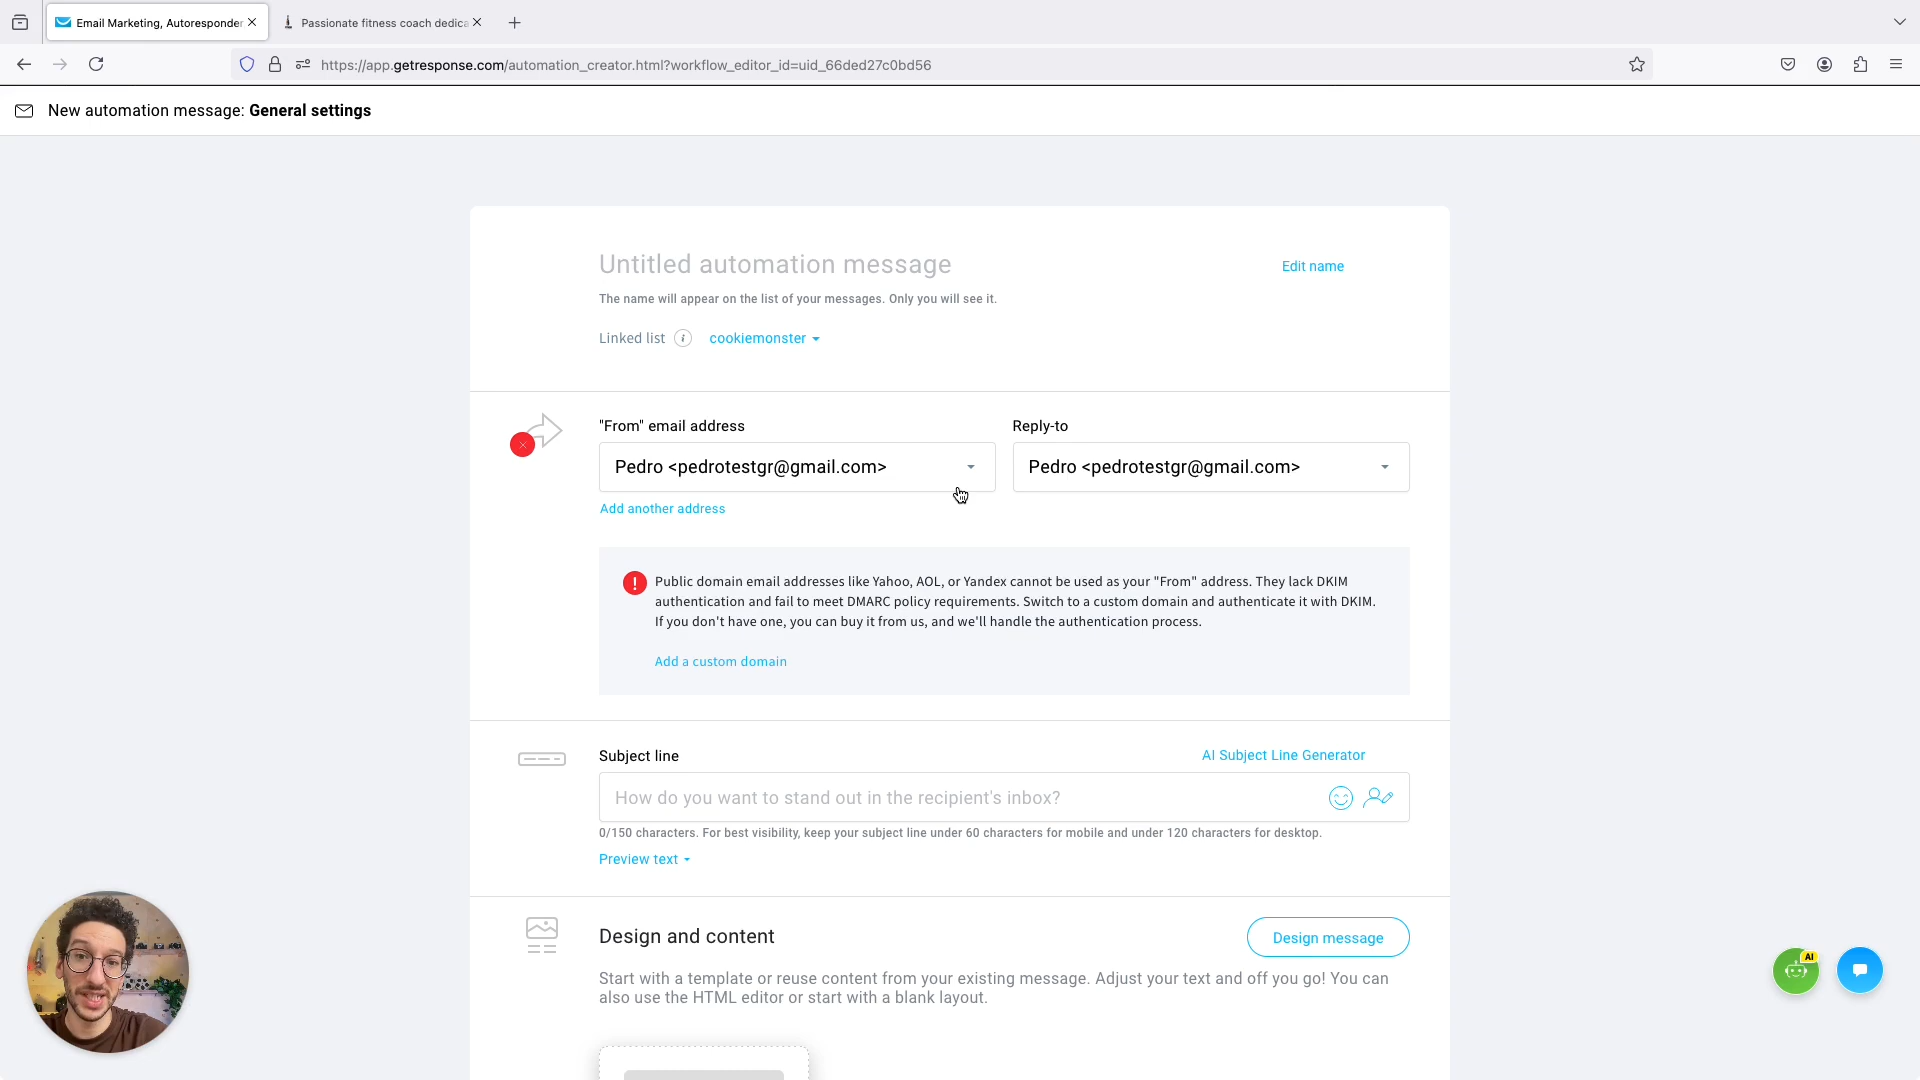 Email Marketing, Autoresponder
Passionate fitness coach dedica
https://app.getresponse.com/automation_creator.html?workflow_editor_id=uid_66ded27c0bd56
New automation message: General settings
Untitled automation message
Edit name
The name will appear on the list of your messages. Only you will see it.
Linked list i cookiemonster
"From" email address
Reply-to
Pedro <pedrotestgr@gmail.com>
Pedro <pedrotestgr@gmail.com>
Add another address
Public domain email addresses like Yahoo, AOL, or Yandex cannot be used as your "From" address. They lack DKIM
authentication and fail to meet DMARC policy requirements. Switch to a custom domain and authenticate it with DKIM.
If you don't have one, you can buy it from us, and we'll handle the authentication process.
Add a custom domain
Subject line
AI Subject Line Generator
How do you want to stand out in the recipient's inbox?
0/150 characters. For best visibility, keep your subject line under 60 characters for mobile and under 120 characters for desktop.
Preview text
Design and content
Design message
Start with a template or reuse content from your existing message. Adjust your text and off you go! You can
also use the HTML editor or start with a blank layout.
AI